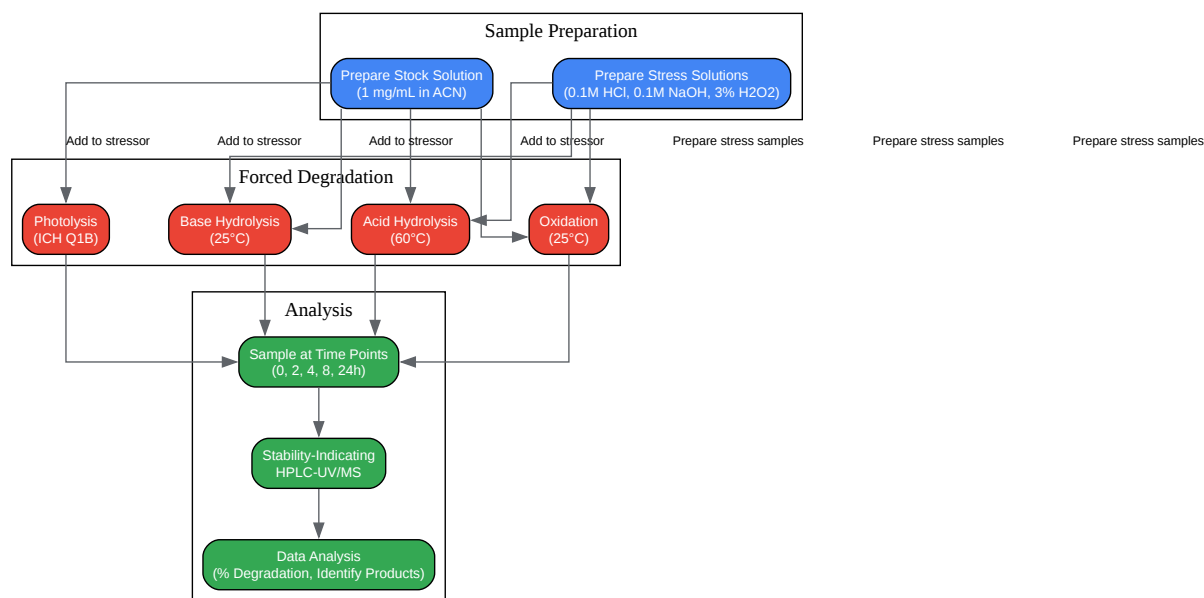 Sample Preparation
Prepare Stock Solution
(1 mg/mL in ACN)
Prepare Stress Solutions
(0.1M HCl, 0.1M NaOH, 3% H2O2)
Add to stressor
Add to stressor
Add to stressor
Add to stressor
Prepare stress samples
Prepare stress samples
Prepare stress samples
Forced Degradation
Photolysis
(ICH Q1B)
Base Hydrolysis
(25°C)
Acid Hydrolysis
(60°C)
Oxidation
(25°C)
Analysis
Sample at Time Points
(0, 2, 4, 8, 24h)
Stability-Indicating
HPLC-UV/MS
Data Analysis
(% Degradation, Identify Products)